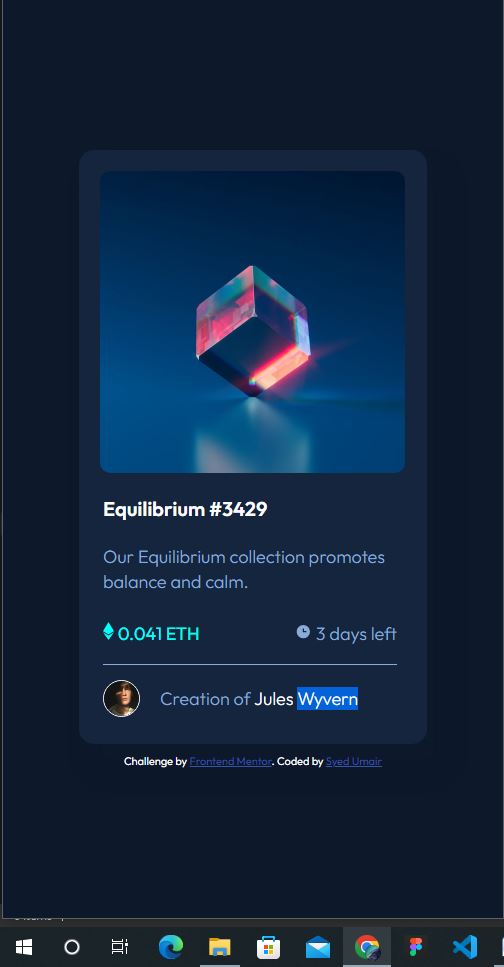 Equilibrium #3429
Our Equilibrium collection promotes
balance and calm.
0.041 ETH
3 days left
Creation of Jules Wyvern
Challenge by Frontend Mentor. Coded by Syed Umair